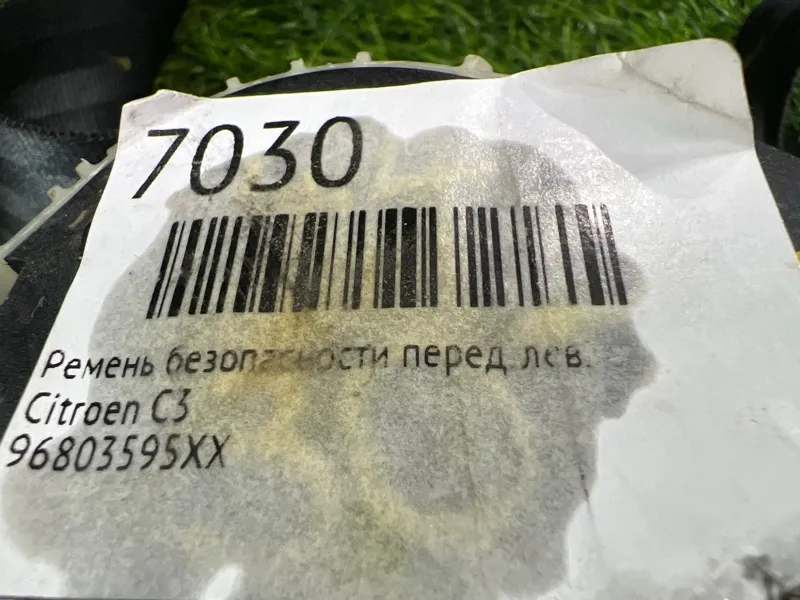 7030
Ремень безопасности перед. лев.
Citroen C3
96803595XX